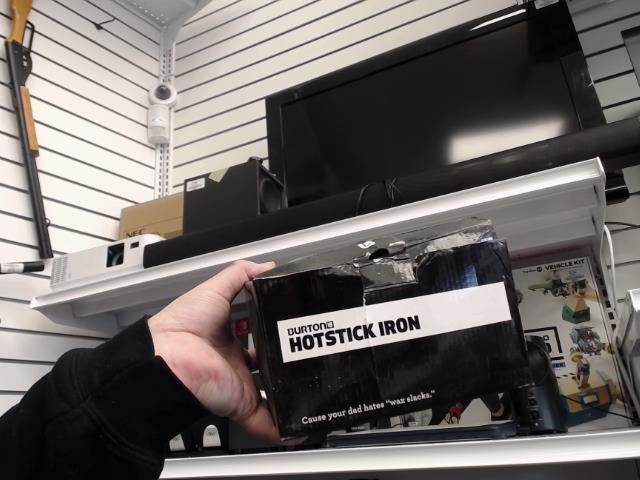 NEC
VEHICLE KIT
BURTON
HOTSTICK IRON
Cause your dad hates "wax slacks."